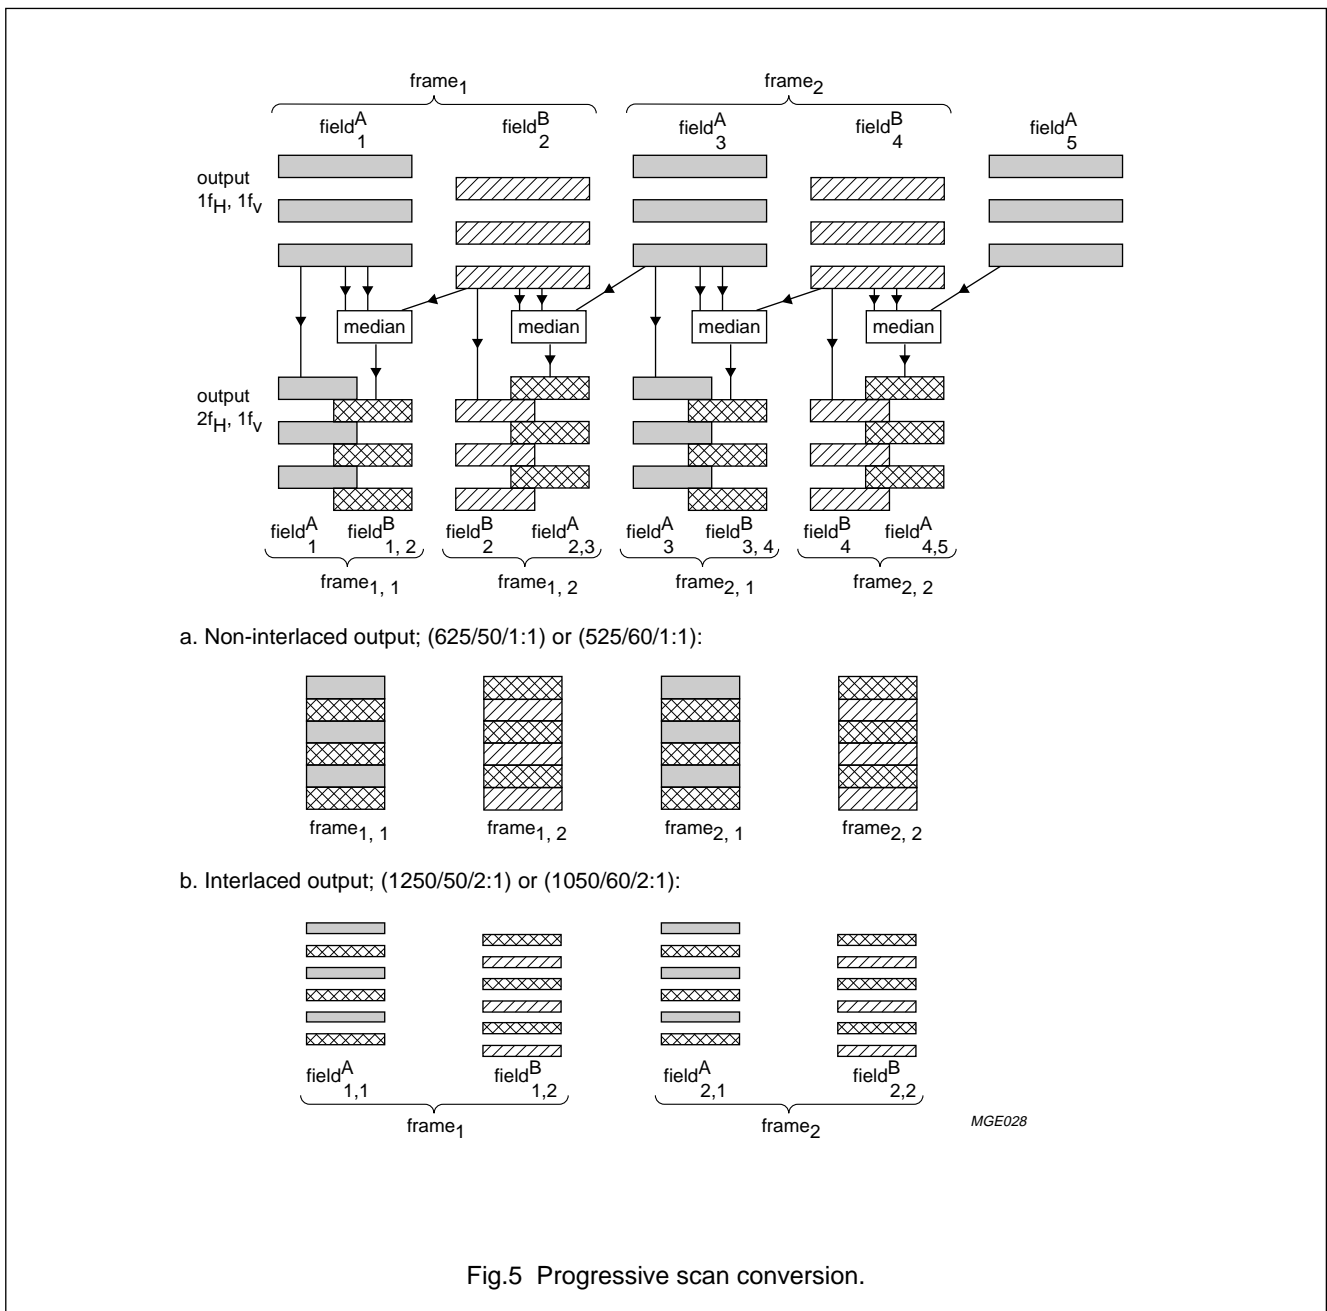 frame1 frame2
fieldA1 fieldB2 fieldA3 fieldB4 fieldA5
output
1fH, 1fv
median median median median
output
2fH, 1fv
fieldA1 fieldB1, 2 fieldB2 fieldA2,3 fieldA3 fieldB3, 4 fieldB4 fieldA4,5
frame1, 1 frame1, 2 frame2, 1 frame2, 2
a. Non-interlaced output; (625/50/1:1) or (525/60/1:1):
frame1, 1 frame1, 2 frame2, 1 frame2, 2
b. Interlaced output; (1250/50/2:1) or (1050/60/2:1):
fieldA1,1 fieldB1,2 fieldA2,1 fieldB2,2
frame1 frame2
MGE028
Fig.5 Progressive scan conversion.